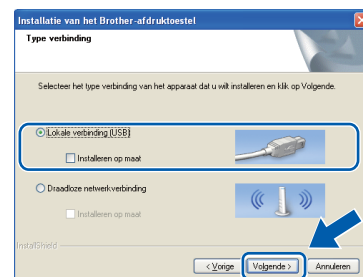 Installatie van het Brother-afdruktoestel
Type verbinding
Selecteer het type verbinding van het apparaat dat u wilt installeren en klik op Volgende.
Lokale verbinding (USB)
Installeren op maat
Draadloze netwerkverbinding
Installeren op maat
InstallShield
< Vorige
Volgende >
Annuleren